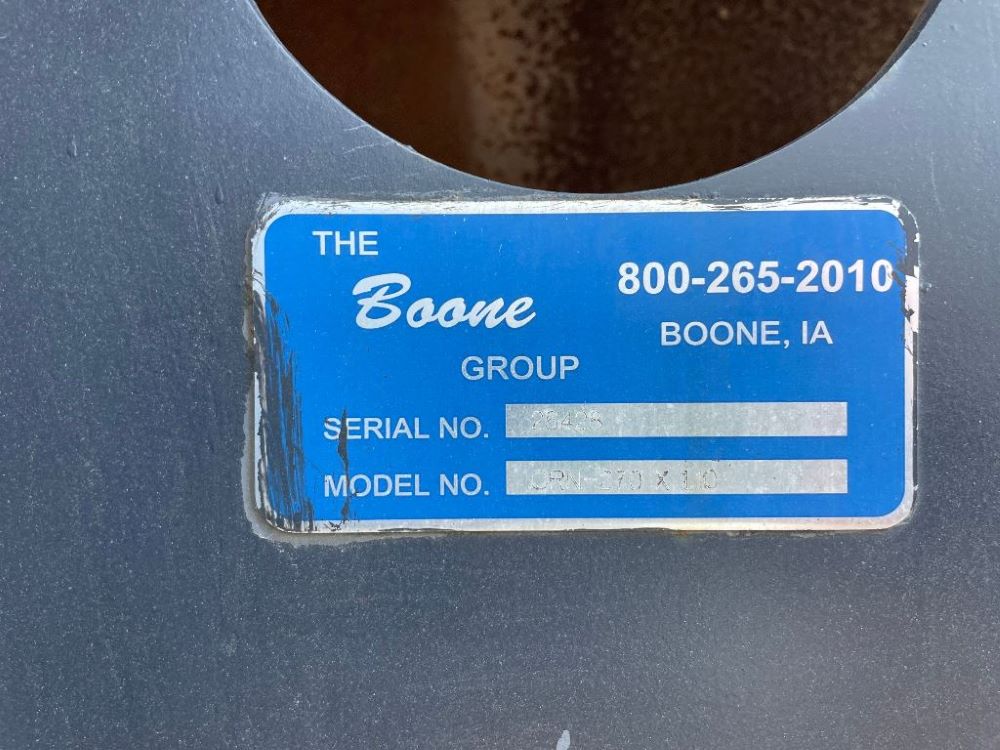 THE
Boone
GROUP
800-265-2010
BOONE, IA
SERIAL NO.
MODEL NO. X